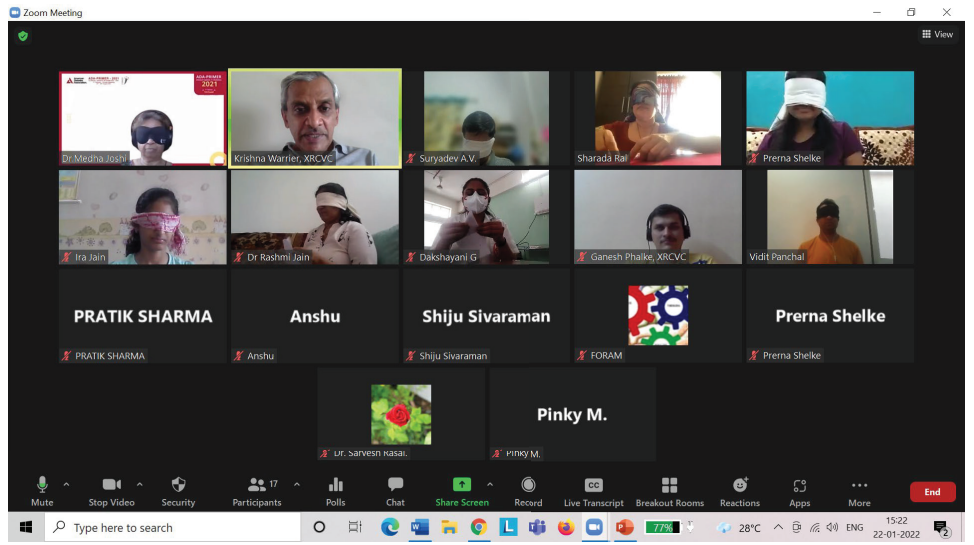 Zoom Meeting
View
ADA-PRIMER 2021
ADA-PRIMER
2021
Dr.Medha Joshi
Krishna Warrier, XRCVC
Suryadev A.V.
Sharada Rai
Prerna Shelke
Ira Jain
Dr Rashmi Jain
Dakshayani G
Ganesh Phalke, XRCVC
Vidit Panchal
PRATIK SHARMA
Anshu
Shiju Sivaraman
Prerna Shelke
PRATIK SHARMA
Anshu
Shiju Sivaraman
FORAM
Prerna Shelke
Pinky M.
Dr. Sarvesh Rasal.
Pinky M.
17
CC
Mute
Stop Video
Security
Participants
Polls
Chat
Share Screen
Record
Live Transcript
Breakout Rooms
Reactions
Apps
More
End
Type here to search
77%
28°C
ENG
15:22
22-01-2022
2